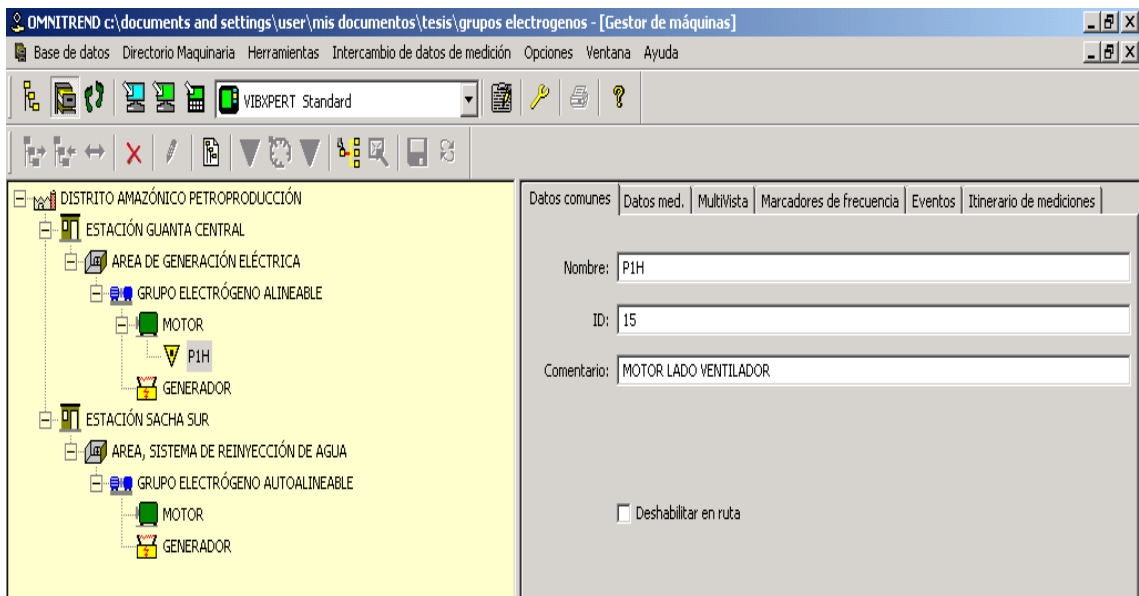 OMNITREND c:\documents and settings\user\mis documentos\tesis\grupos electrogenos - [Gestor de máquinas]
Base de datos Directorio Maquinaria Herramientas Intercambio de datos de medición Opciones Ventana Ayuda
VIBXPERT Standard
DISTRITO AMAZÓNICO PETROPRODUCCIÓN
ESTACIÓN GUANTA CENTRAL
AREA DE GENERACIÓN ELÉCTRICA
GRUPO ELECTRÓGENO ALINEABLE
MOTOR
P1H
GENERADOR
ESTACIÓN SACHA SUR
AREA, SISTEMA DE REINYECCIÓN DE AGUA
GRUPO ELECTRÓGENO AUTOALINEABLE
MOTOR
GENERADOR
Datos comunes Datos med. MultiVista Marcadores de frecuencia Eventos Itinerario de mediciones
Nombre: P1H
ID: 15
Comentario: MOTOR LADO VENTILADOR
Deshabilitar en ruta